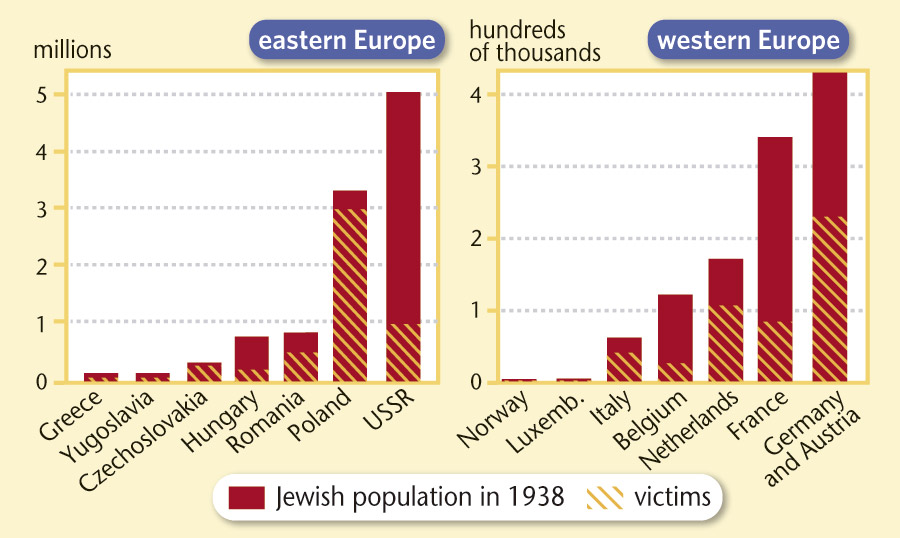 millions
eastern Europe
5
4
3
2
1
0
Greece
Yugoslavia
Czechoslovakia
Hungary
Romania
Poland
USSR
hundreds
of thousands
western Europe
4
3
2
1
0
Norway
Luxemb.
Italy
Belgium
Netherlands
France
Germany
and Austria
Jewish population in 1938
victims